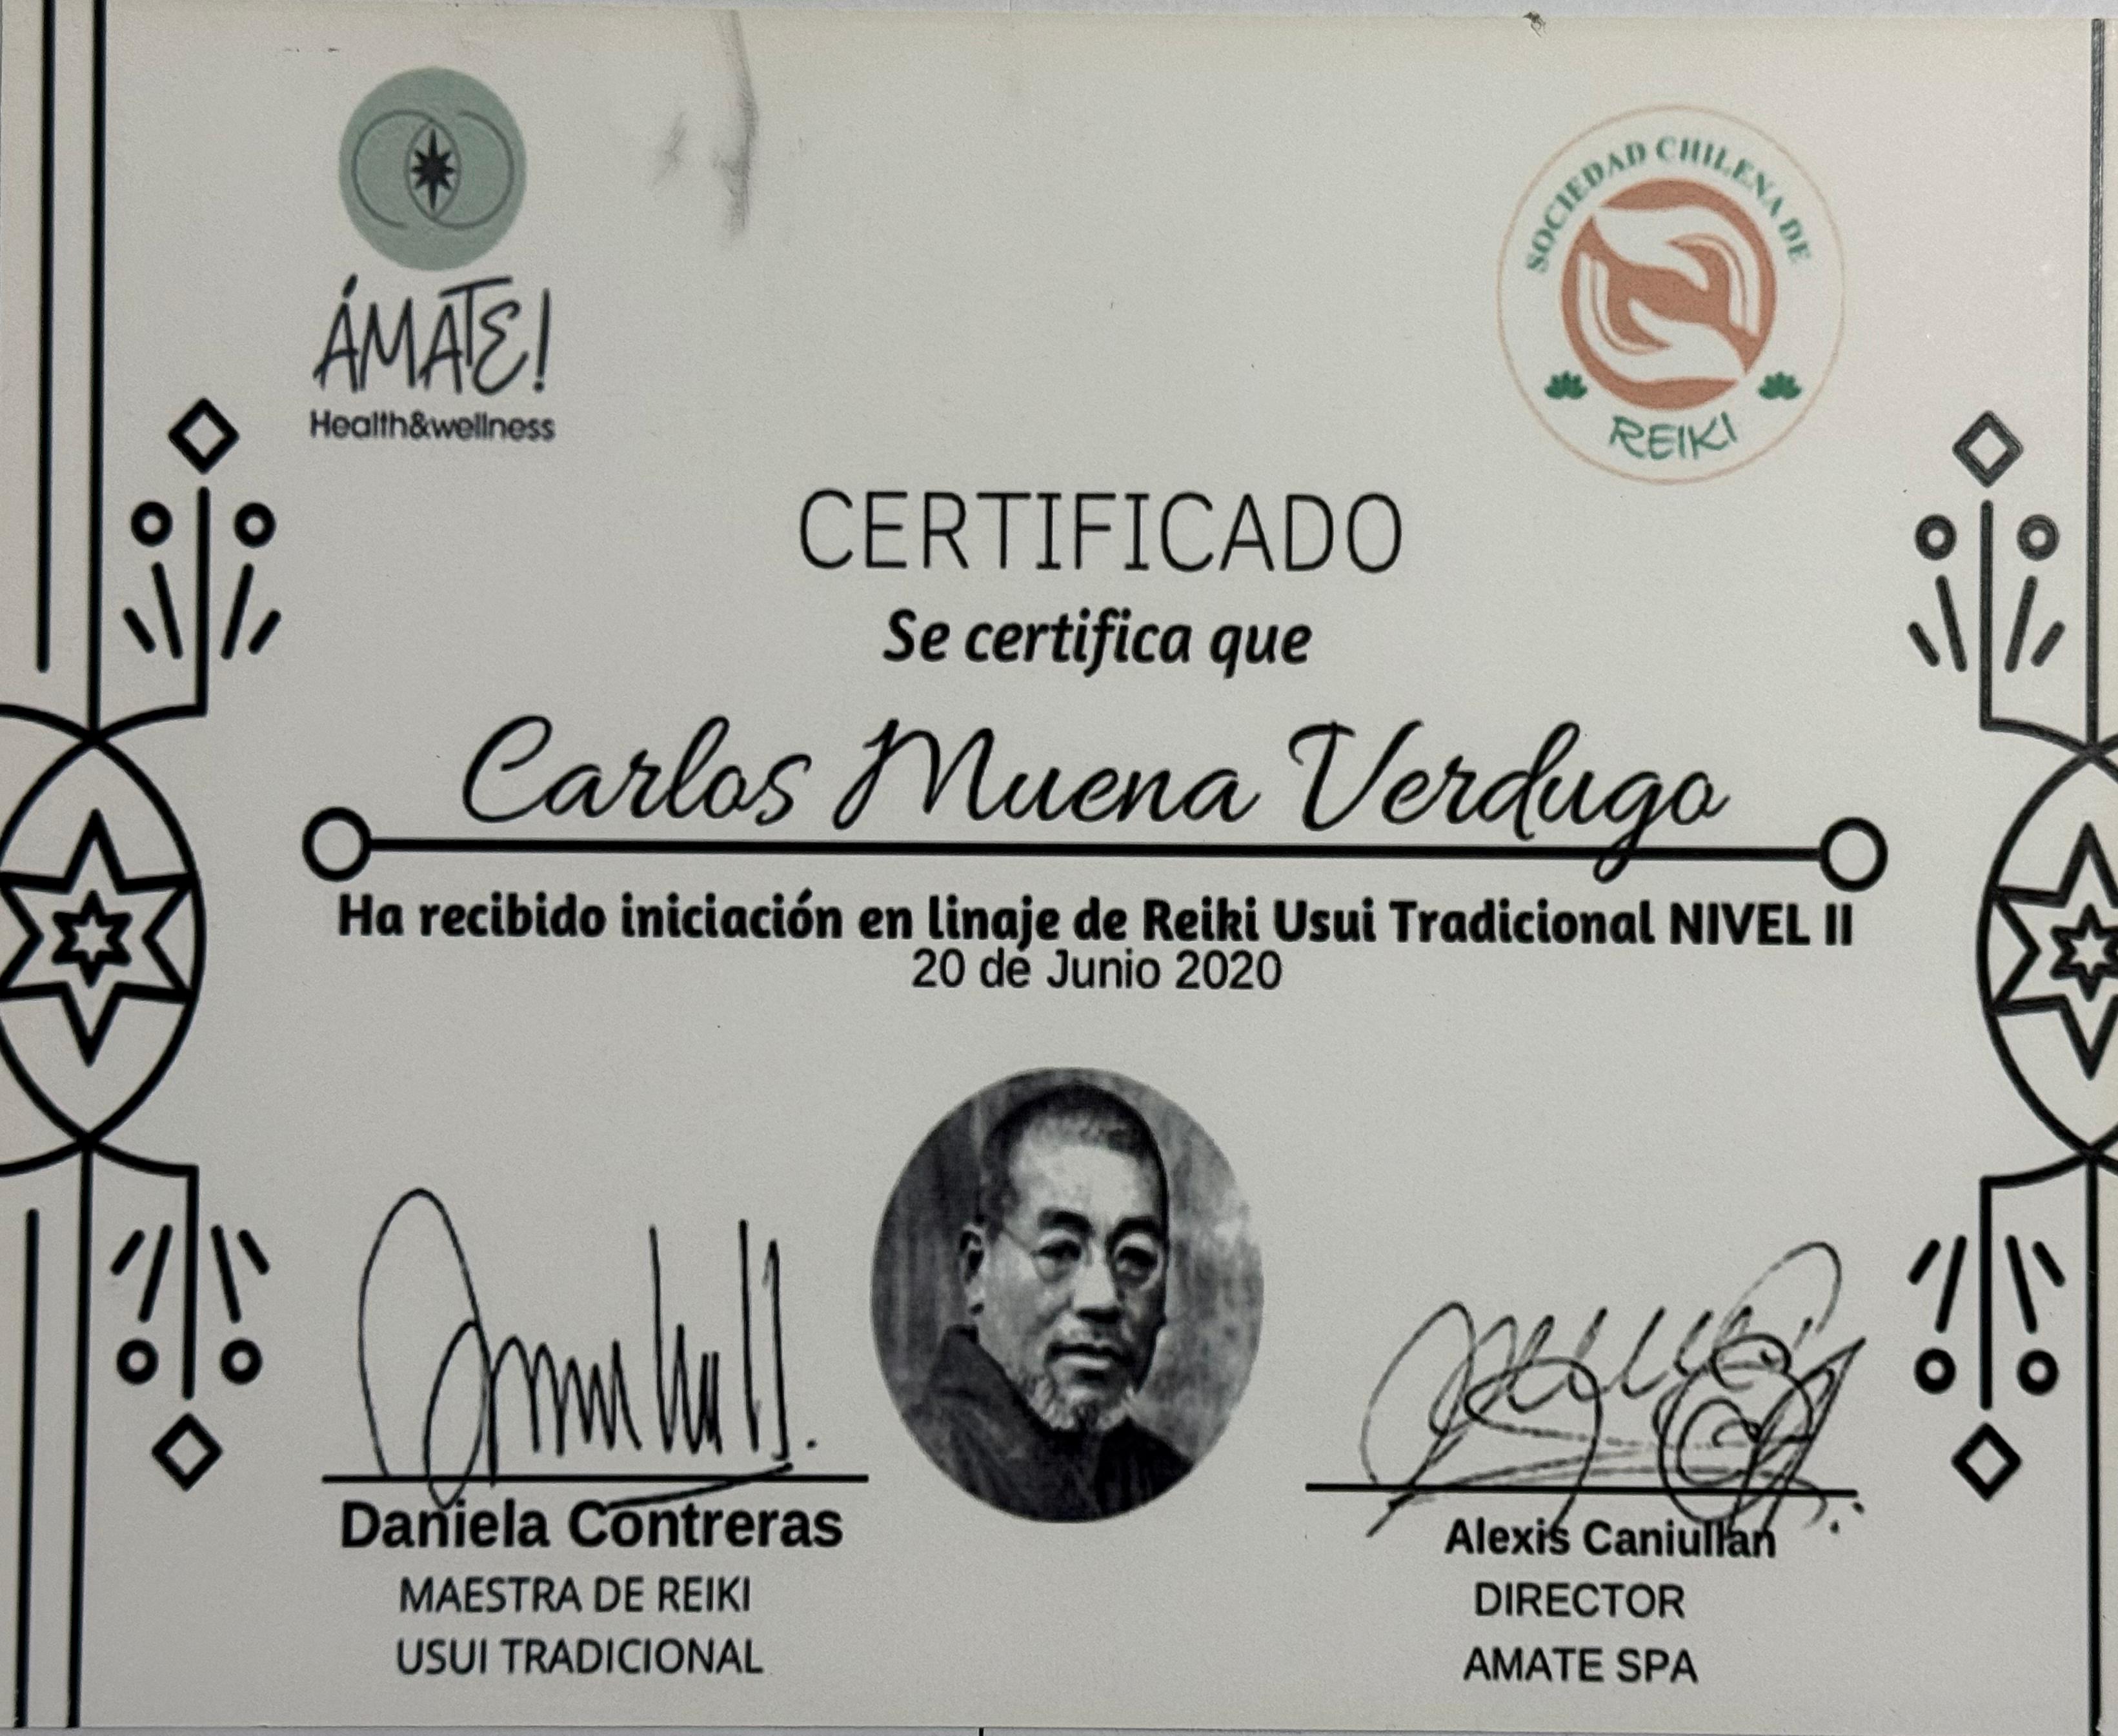 ÁMATE!
Health&wellness
SOCIEDAD CHILENA DE
REIKI
CERTIFICADO
Se certifica que
Carlos Muena Verdugo
Ha recibido iniciación en linaje de Reiki Usui Tradicional NIVEL II
20 de Junio 2020
Daniela Contreras
MAESTRA DE REIKI
USUI TRADICIONAL
Alexis Caniullan
DIRECTOR
AMATE SPA